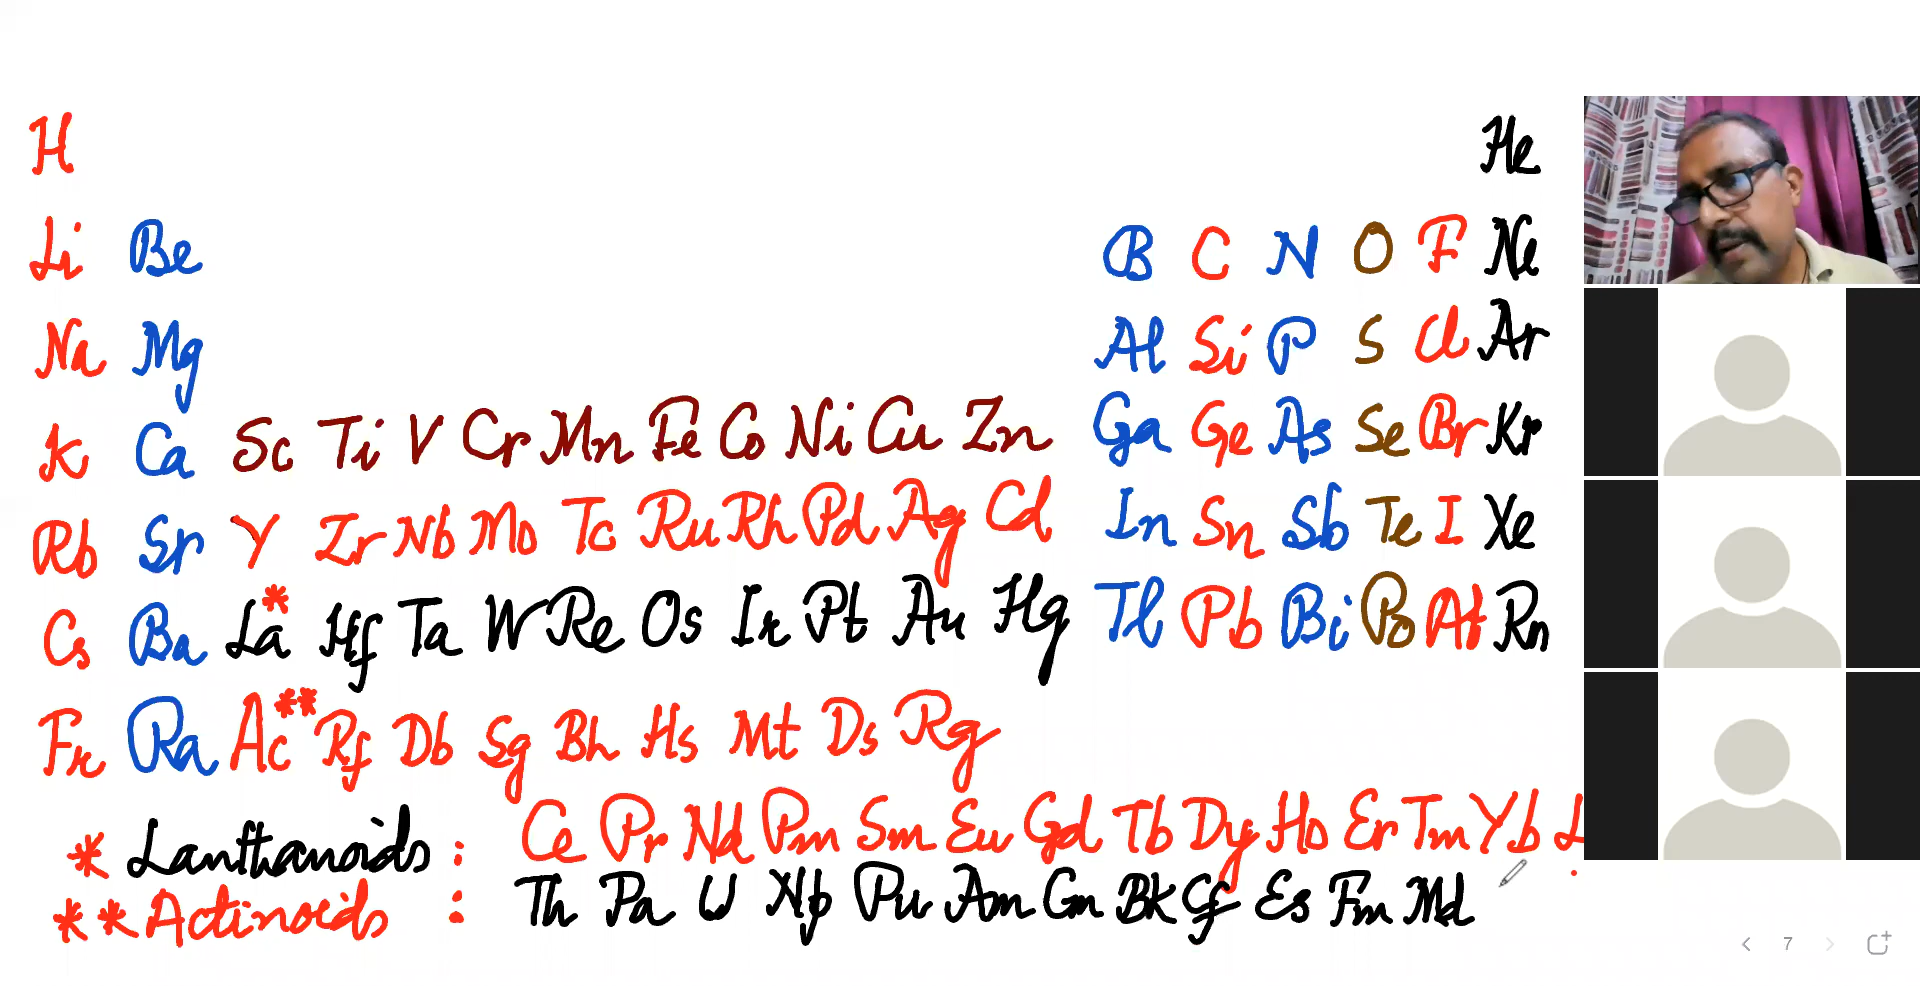 H He
Li Be B C N O F Ne
Na Mg Al Si P S Cl Ar
K Ca Sc Ti V Cr Mn Fe Co Ni Cu Zn Ga Ge As Se Br Kr
Rb Sr Y Zr Nb Mo Tc Ru Rh Pd Ag Cd In Sn Sb Te I Xe
Cs Ba La* Hf Ta W Re Os Ir Pt Au Hg Tl Pb Bi Po At Rn
Fr Ra Ac** Rf Db Sg Bh Hs Mt Ds Rg
* Lanthanoids : Ce Pr Nd Pm Sm Eu Gd Tb Dy Ho Er Tm Yb L
** Actinoids : Th Pa U Np Pu Am Cm Bk Cf Es Fm Md
7